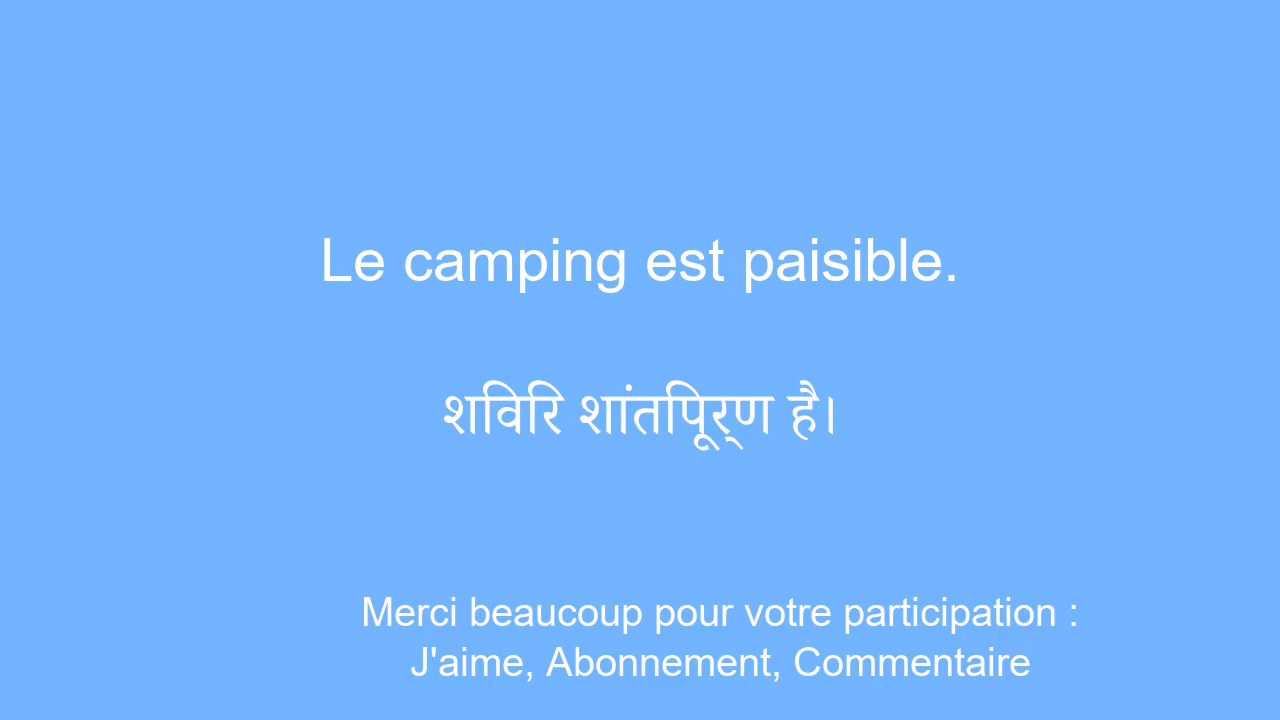 Le camping est paisible.
शविरि शांतपिूर्‌ण है।
Merci beaucoup pour votre participation :
J'aime, Abonnement, Commentaire